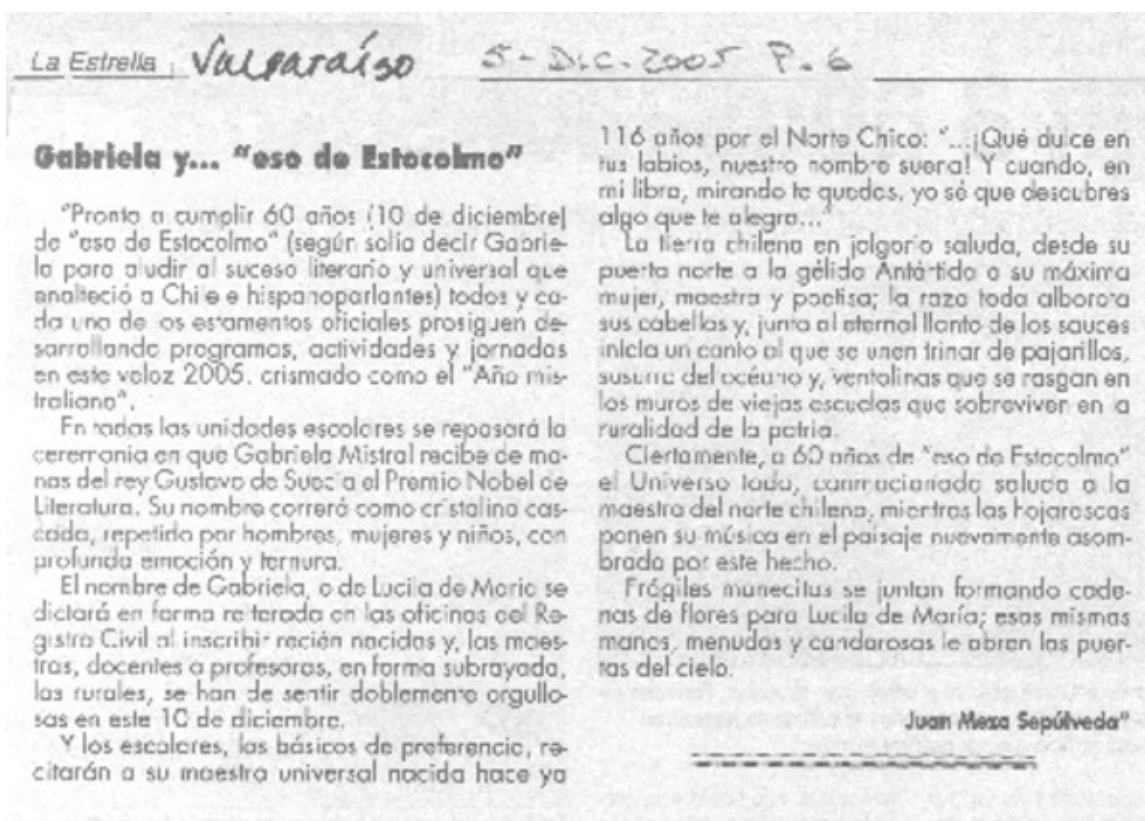 La Estrella Valparaíso 5-Dic.2005 P.6
Gabriela y... "eso de Estocolmo"
"Pronto a cumplir 60 años (10 de diciembre)
de "eso de Estocolmo" (según solía decir Gabrie-
la para aludir al suceso literario y universal que
enalteció a Chile e hispanoparlantes) todos y ca-
da uno de los estamentos oficiales prosiguen de-
sarrollando programas, actividades y jornadas
en este veloz 2005, crismado como el "Año mis-
traliano".
En todas las unidades escolares se repasará la
ceremonia en que Gabriela Mistral recibe de ma-
nos del rey Gustavo de Suecia el Premio Nobel de
Literatura. Su nombre correrá como cristalina cas-
cada, repetido por hombres, mujeres y niños, con
profunda emoción y ternura.
El nombre de Gabriela, o de Lucila de María se
dictará en forma reiterada en las oficinas del Re-
gistro Civil al inscribir recién nacidas y, las maes-
tras, docentes o profesoras, en forma subrayada,
las rurales, se han de sentir doblemente orgullo-
sas en este 10 de diciembre.
Y los escolares, los básicos de preferencia, re-
citarán a su maestra universal nacida hace ya
116 años por el Norte Chico: "...¡Qué dulce en
tus labios, nuestro nombre suena! Y cuando, en
mi libro, mirando te quedas, yo sé que descubres
algo que te alegra..."
La tierra chilena en jolgorio saluda, desde su
puerta norte a la gélida Antártida a su máxima
mujer, maestra y poetisa; la raza toda alborota
sus cabellos y, junto al eternal llanto de los sauces
inicia un canto al que se unen trinar de pajarillos,
susurro del océano y, ventolinas que se rasgan en
los muros de viejas escuelas que sobreviven en la
ruralidad de la patria.
Ciertamente, a 60 años de "eso de Estocolmo"
el Universo todo, conmocionado saluda a la
maestra del norte chileno, mientras las hojarascas
ponen su música en el paisaje nuevamente asom-
brado por este hecho.
Frágiles manecitas se juntan formando cade-
nas de flores para Lucila de María; esas mismas
manos, menudas y candorosas le abren las puer-
tas del cielo.
Juan Meza Sepúlveda"